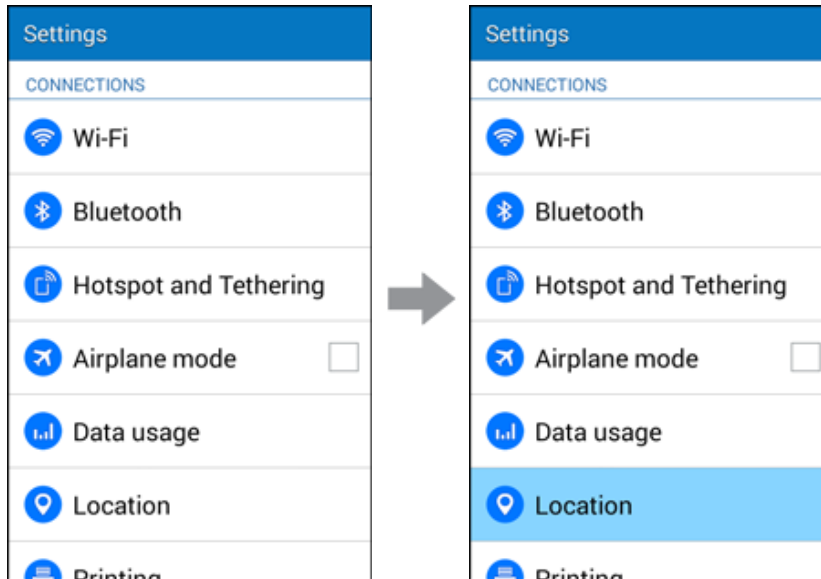 Settings
CONNECTIONS
Wi-Fi
Bluetooth
Hotspot and Tethering
Airplane mode
Data usage
Location
Printing
Settings
CONNECTIONS
Wi-Fi
Bluetooth
Hotspot and Tethering
Airplane mode
Data usage
Location
Printing